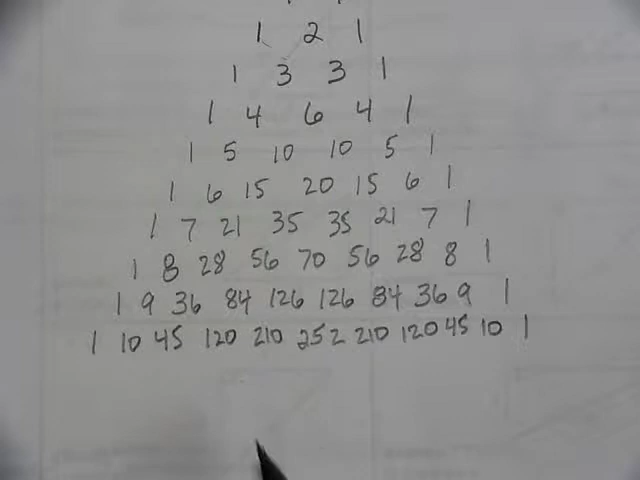 1 2 1
1 3 3 1
1 4 6 4 1
1 5 10 10 5 1
1 6 15 20 15 6 1
1 7 21 35 35 21 7 1
1 8 28 56 70 56 28 8 1
1 9 36 84 126 126 84 36 9 1
1 10 45 120 210 252 210 120 45 10 1